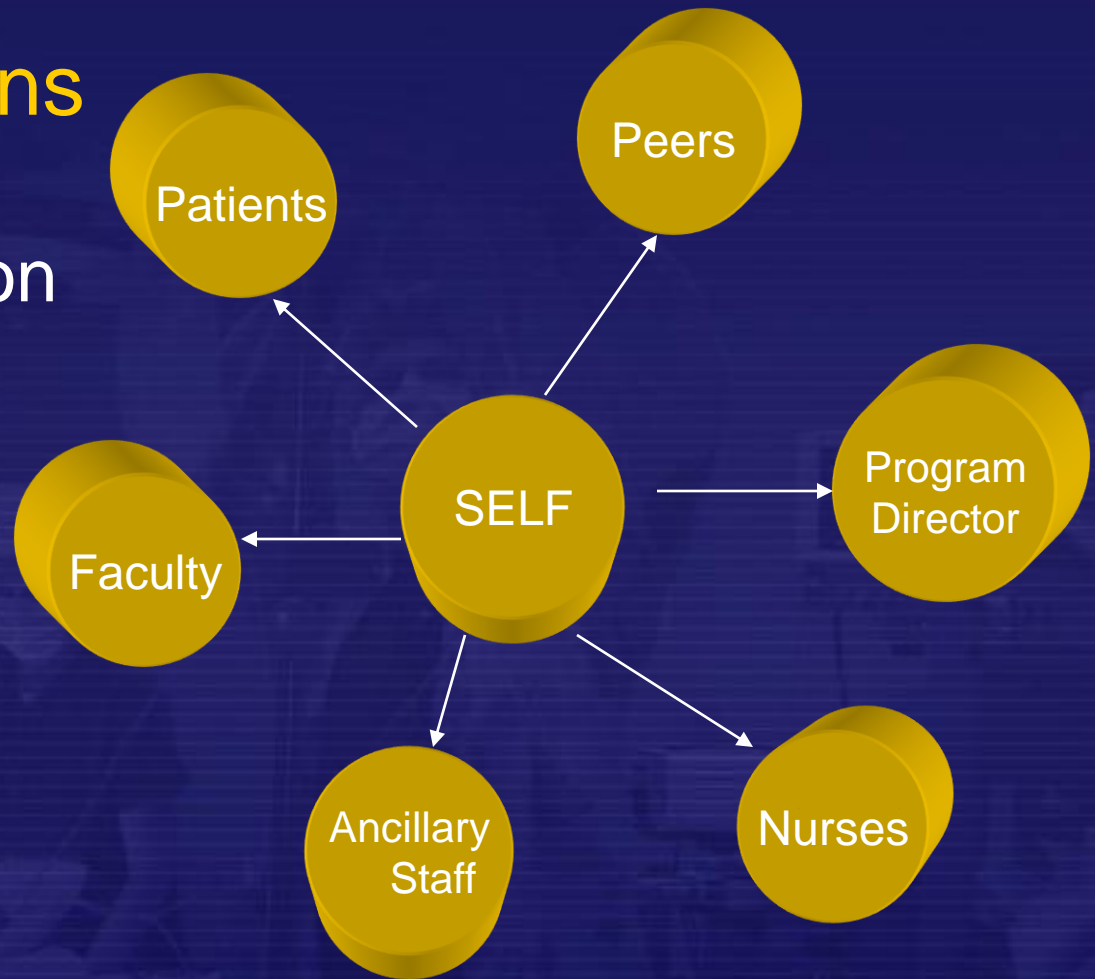 ns
on
Peers
Patients
Program
Director
SELF
Faculty
Ancillary
Staff
Nurses